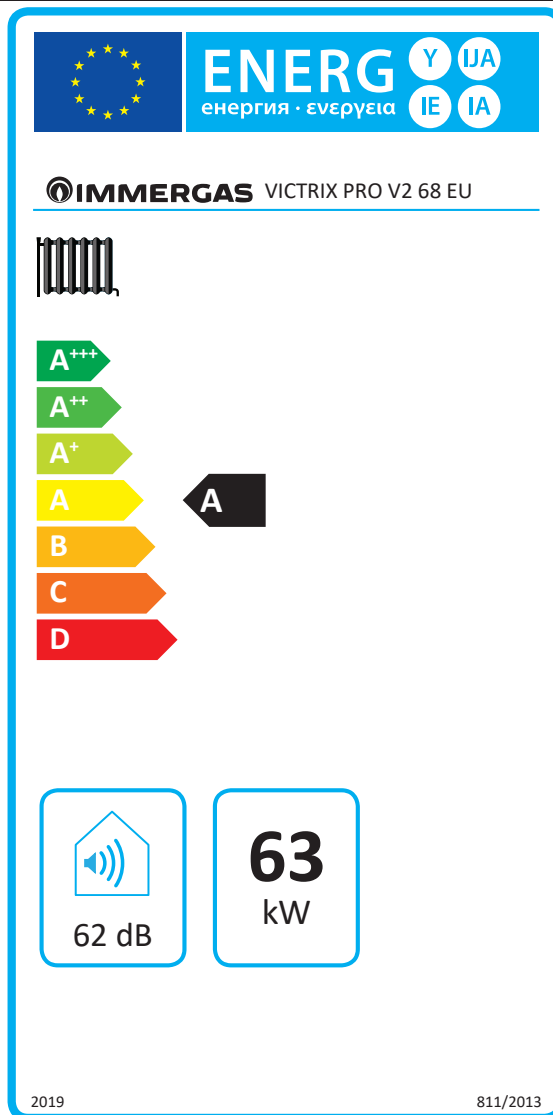 ENERG Y IJA
енергия · ενεργεια IE IA
IMMERGAS VICTRIX PRO V2 68 EU
A+++
A++
A+
A A
B
C
D
62 dB
63
kW
2019 811/2013